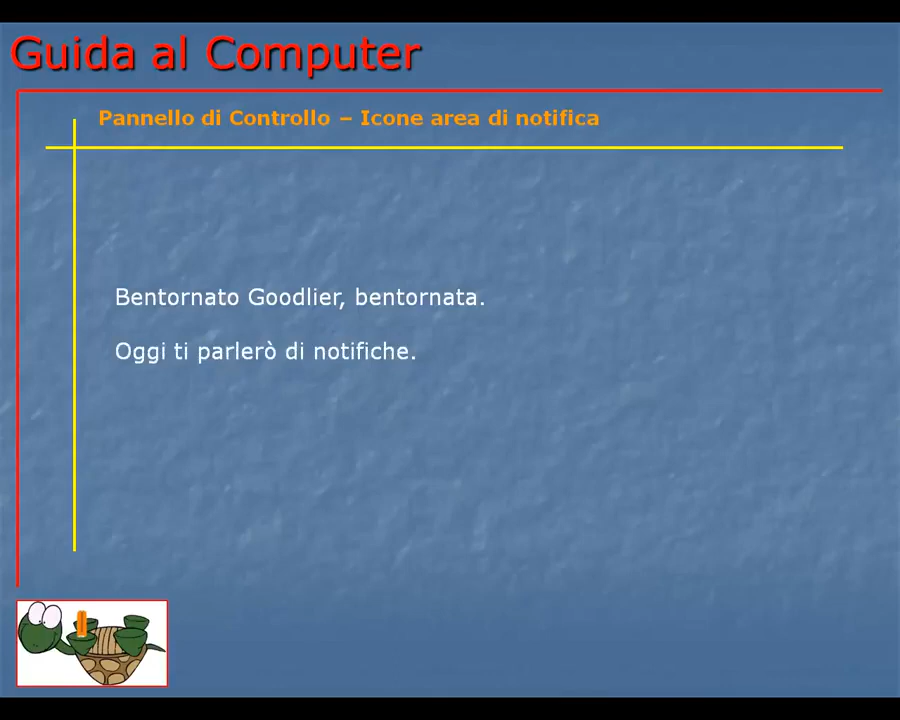 Guida al Computer
Pannello di Controllo – Icone area di notifica
Bentornato Goodlier, bentornata.
Oggi ti parlerò di notifiche.